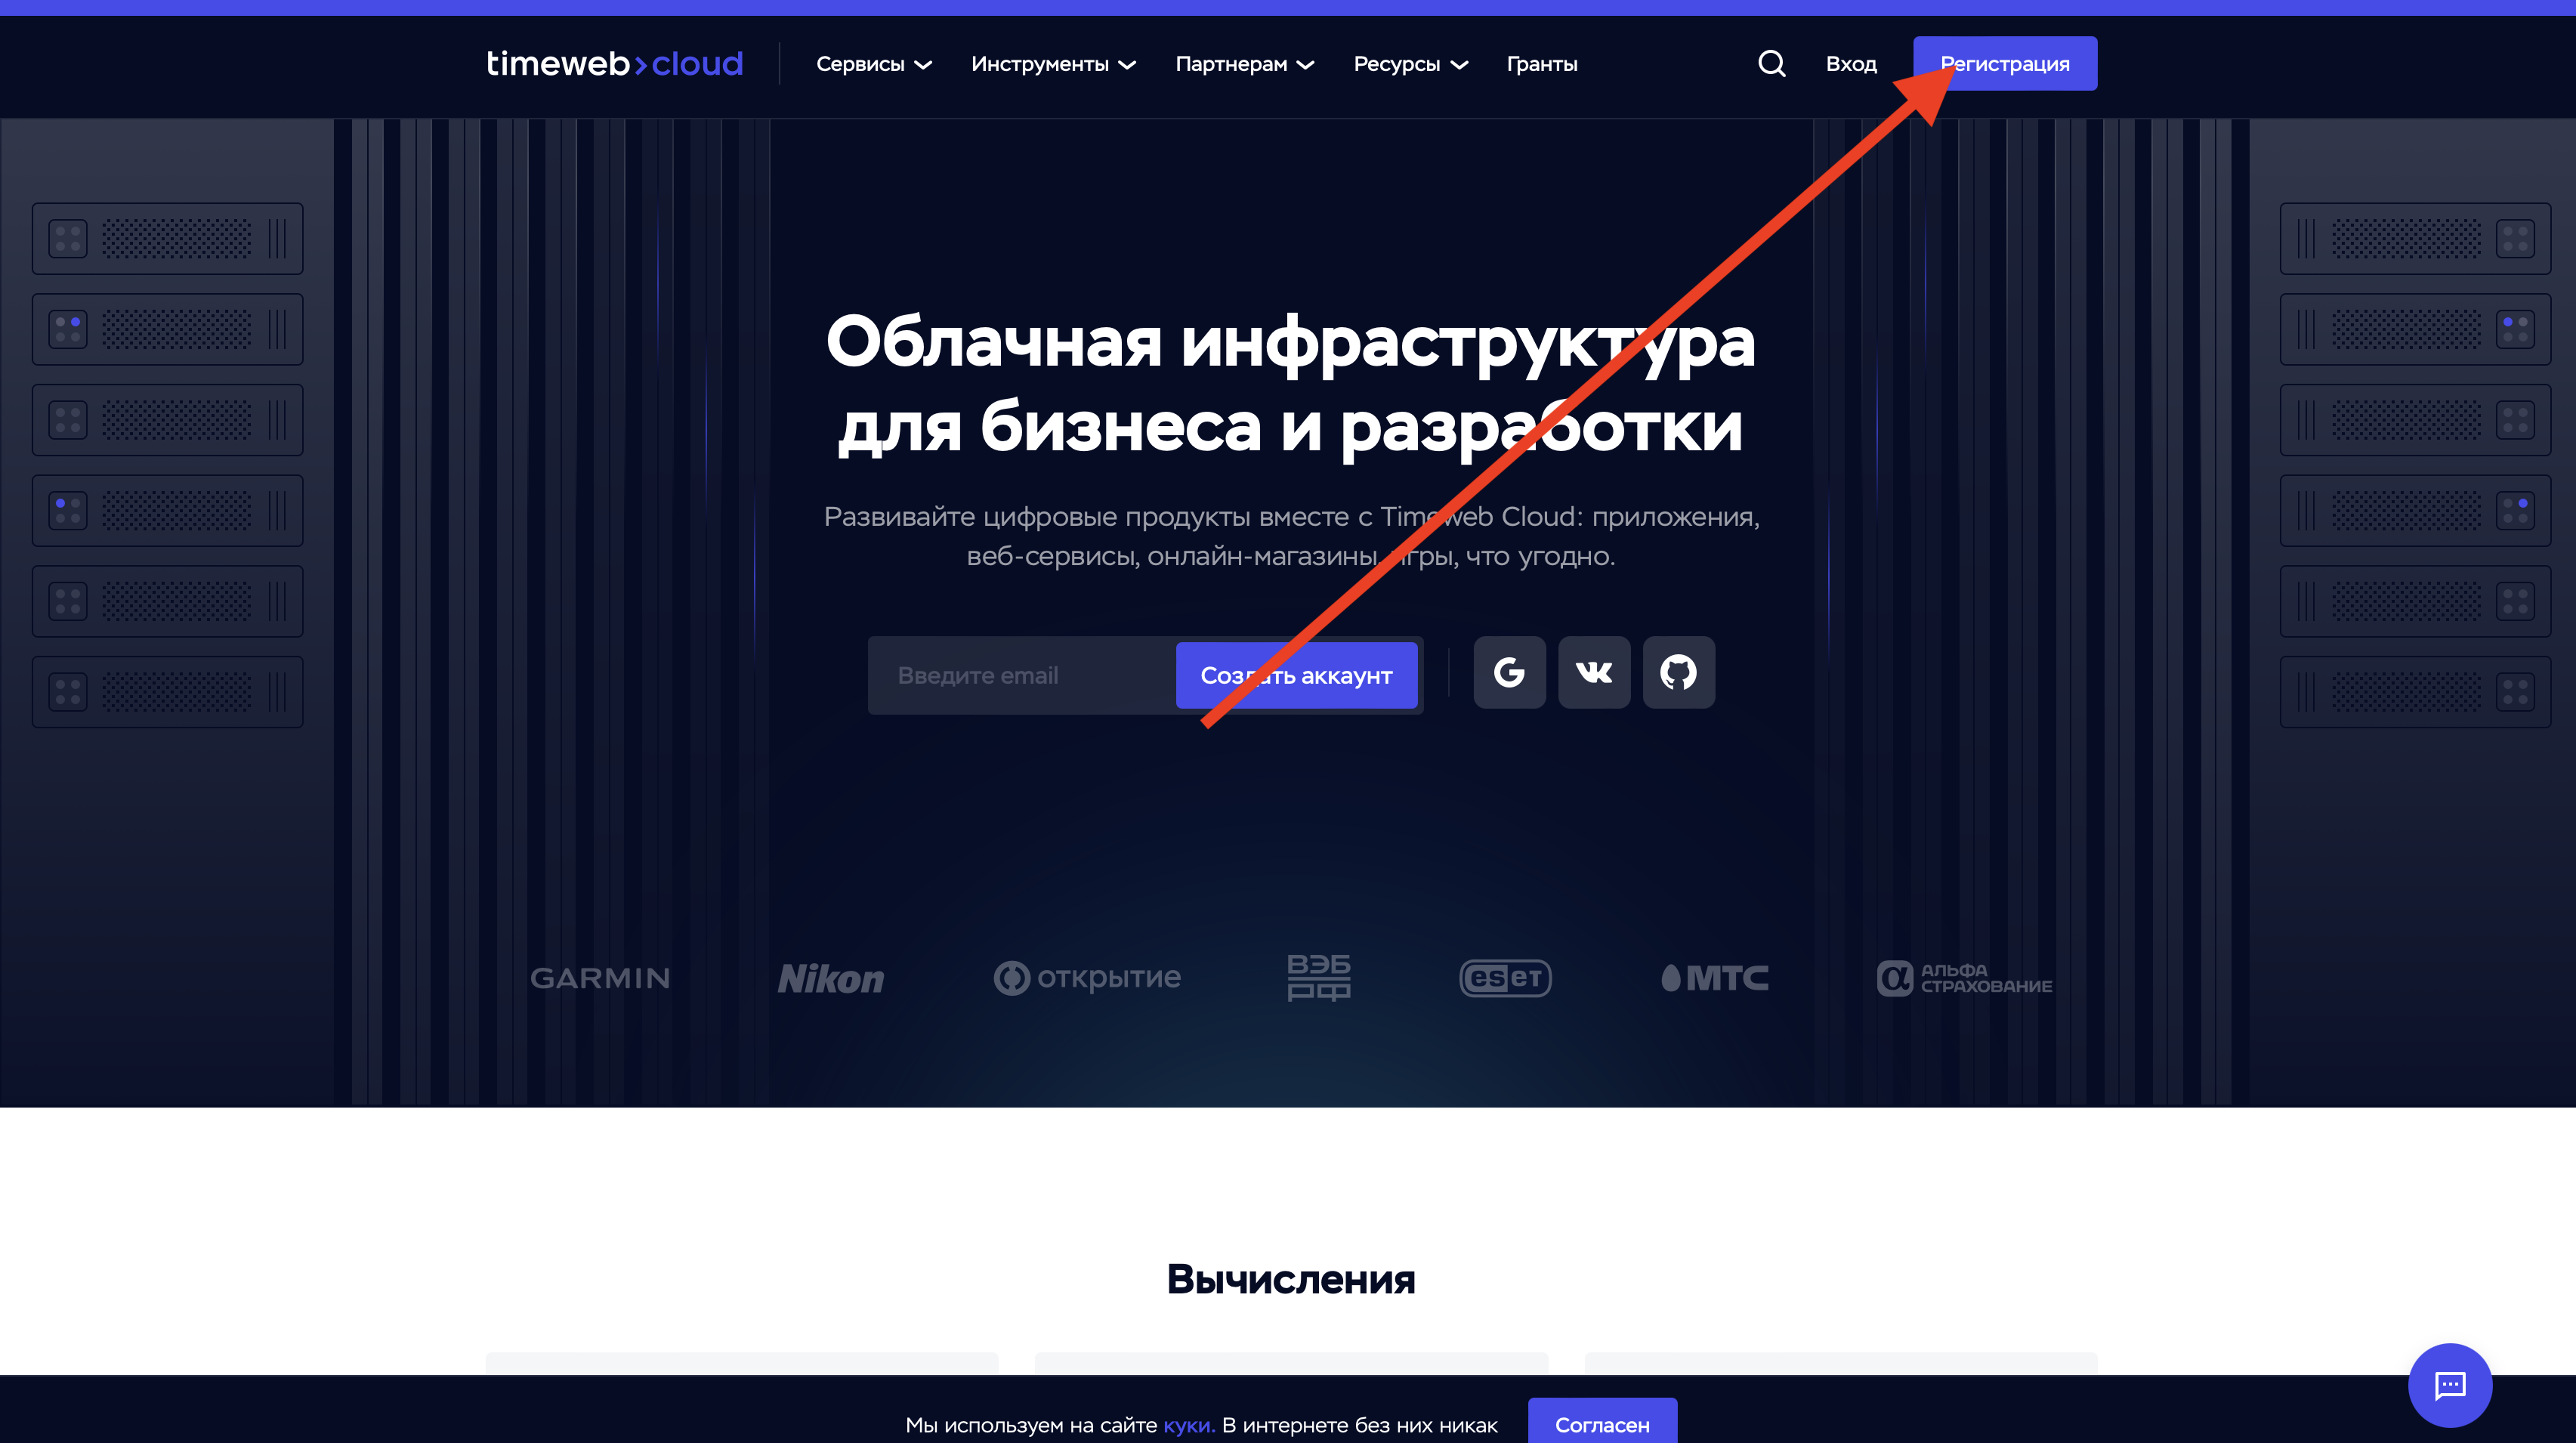 timeweb>cloud
Сервисы Инструменты Партнерам Ресурсы Гранты Вход Регистрация
Облачная инфраструктура
для бизнеса и разработки
Развивайте цифровые продукты вместе с Timeweb Cloud: приложения,
веб-сервисы, онлайн-магазины, игры, что угодно.
Введите email Создать аккаунт
GARMIN Nikon открытие ВЭБ РФ eset МТС АЛЬФА СТРАХОВАНИЕ
Вычисления
Мы используем на сайте куки. В интернете без них никак Согласен